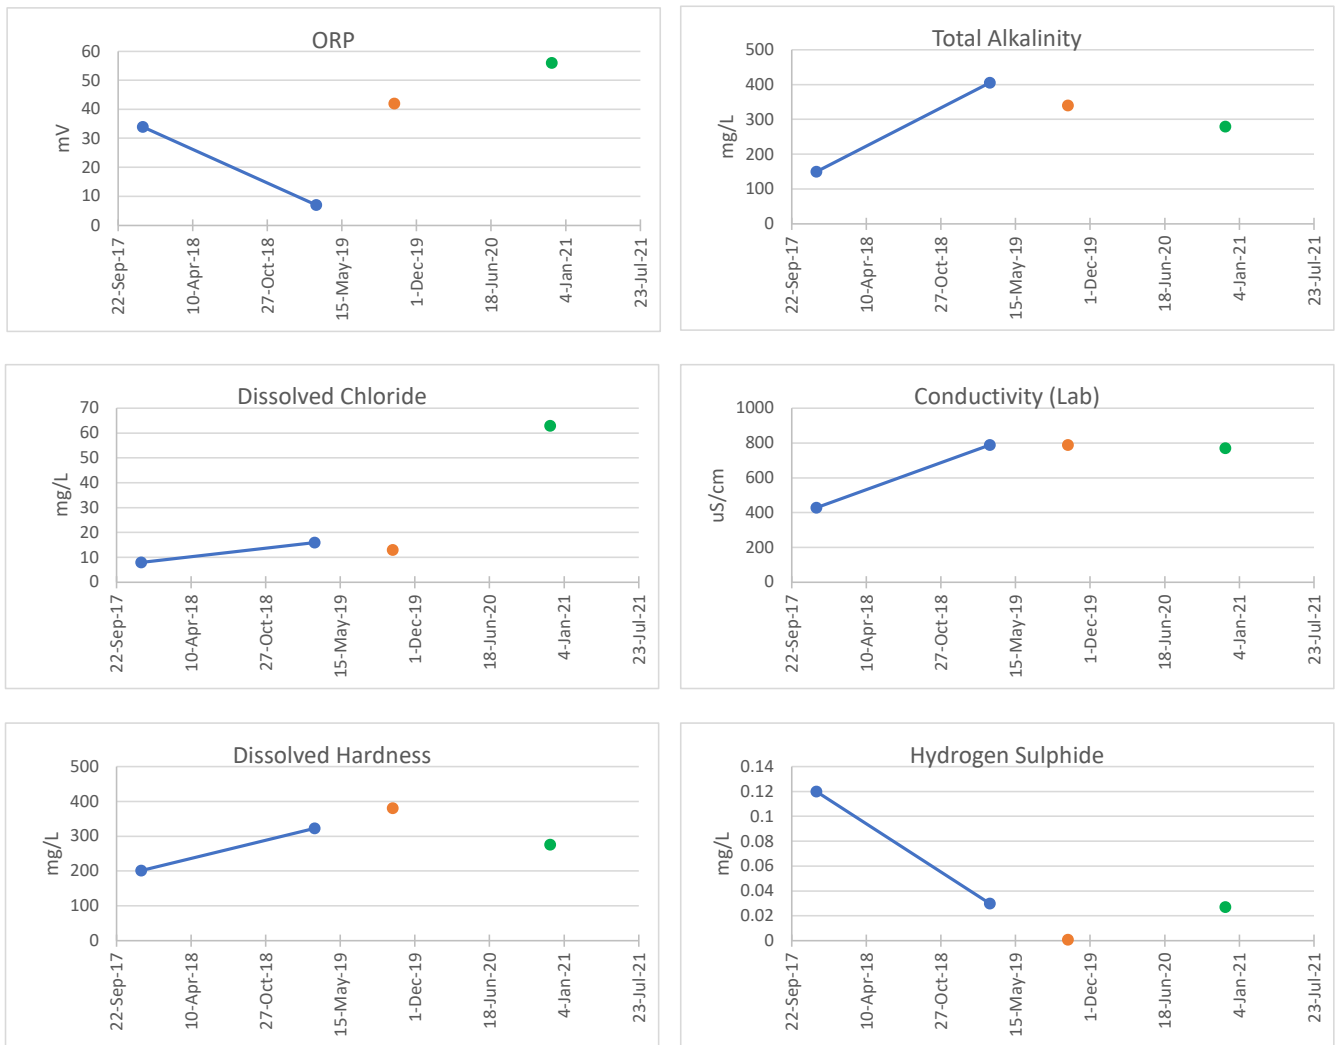 ORP
60
50
40
30
20
10
0
mV
22-Sep-17
10-Apr-18
27-Oct-18
15-May-19
1-Dec-19
18-Jun-20
4-Jan-21
23-Jul-21
Total Alkalinity
500
400
300
200
100
0
mg/L
22-Sep-17
10-Apr-18
27-Oct-18
15-May-19
1-Dec-19
18-Jun-20
4-Jan-21
23-Jul-21
Dissolved Chloride
70
60
50
40
30
20
10
0
mg/L
22-Sep-17
10-Apr-18
27-Oct-18
15-May-19
1-Dec-19
18-Jun-20
4-Jan-21
23-Jul-21
Conductivity (Lab)
1000
800
600
400
200
0
uS/cm
22-Sep-17
10-Apr-18
27-Oct-18
15-May-19
1-Dec-19
18-Jun-20
4-Jan-21
23-Jul-21
Dissolved Hardness
500
400
300
200
100
0
mg/L
22-Sep-17
10-Apr-18
27-Oct-18
15-May-19
1-Dec-19
18-Jun-20
4-Jan-21
23-Jul-21
Hydrogen Sulphide
0.14
0.12
0.1
0.08
0.06
0.04
0.02
0
mg/L
22-Sep-17
10-Apr-18
27-Oct-18
15-May-19
1-Dec-19
18-Jun-20
4-Jan-21
23-Jul-21